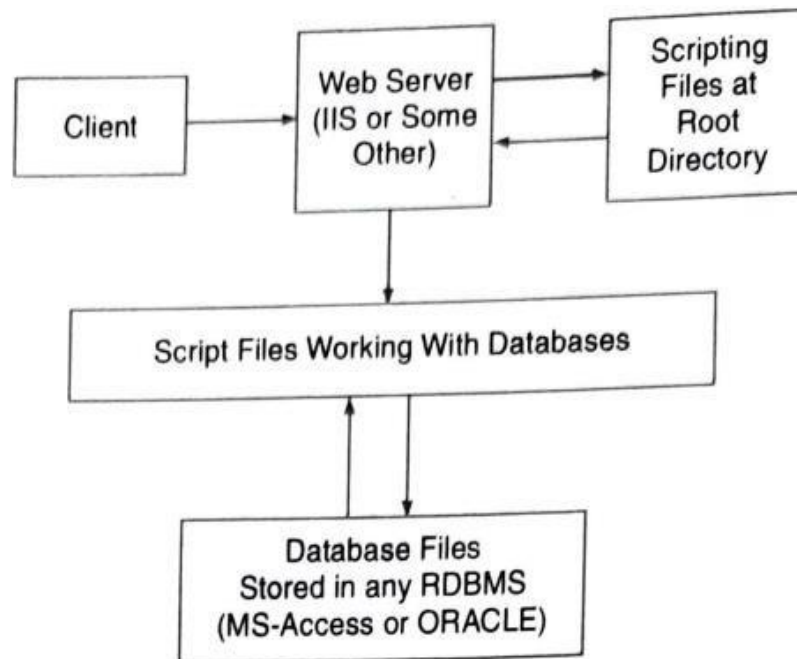 Client
Web Server
(IIS or Some
Other)
Scripting
Files at
Root
Directory
Script Files Working With Databases
Database Files
Stored in any RDBMS
(MS-Access or ORACLE)